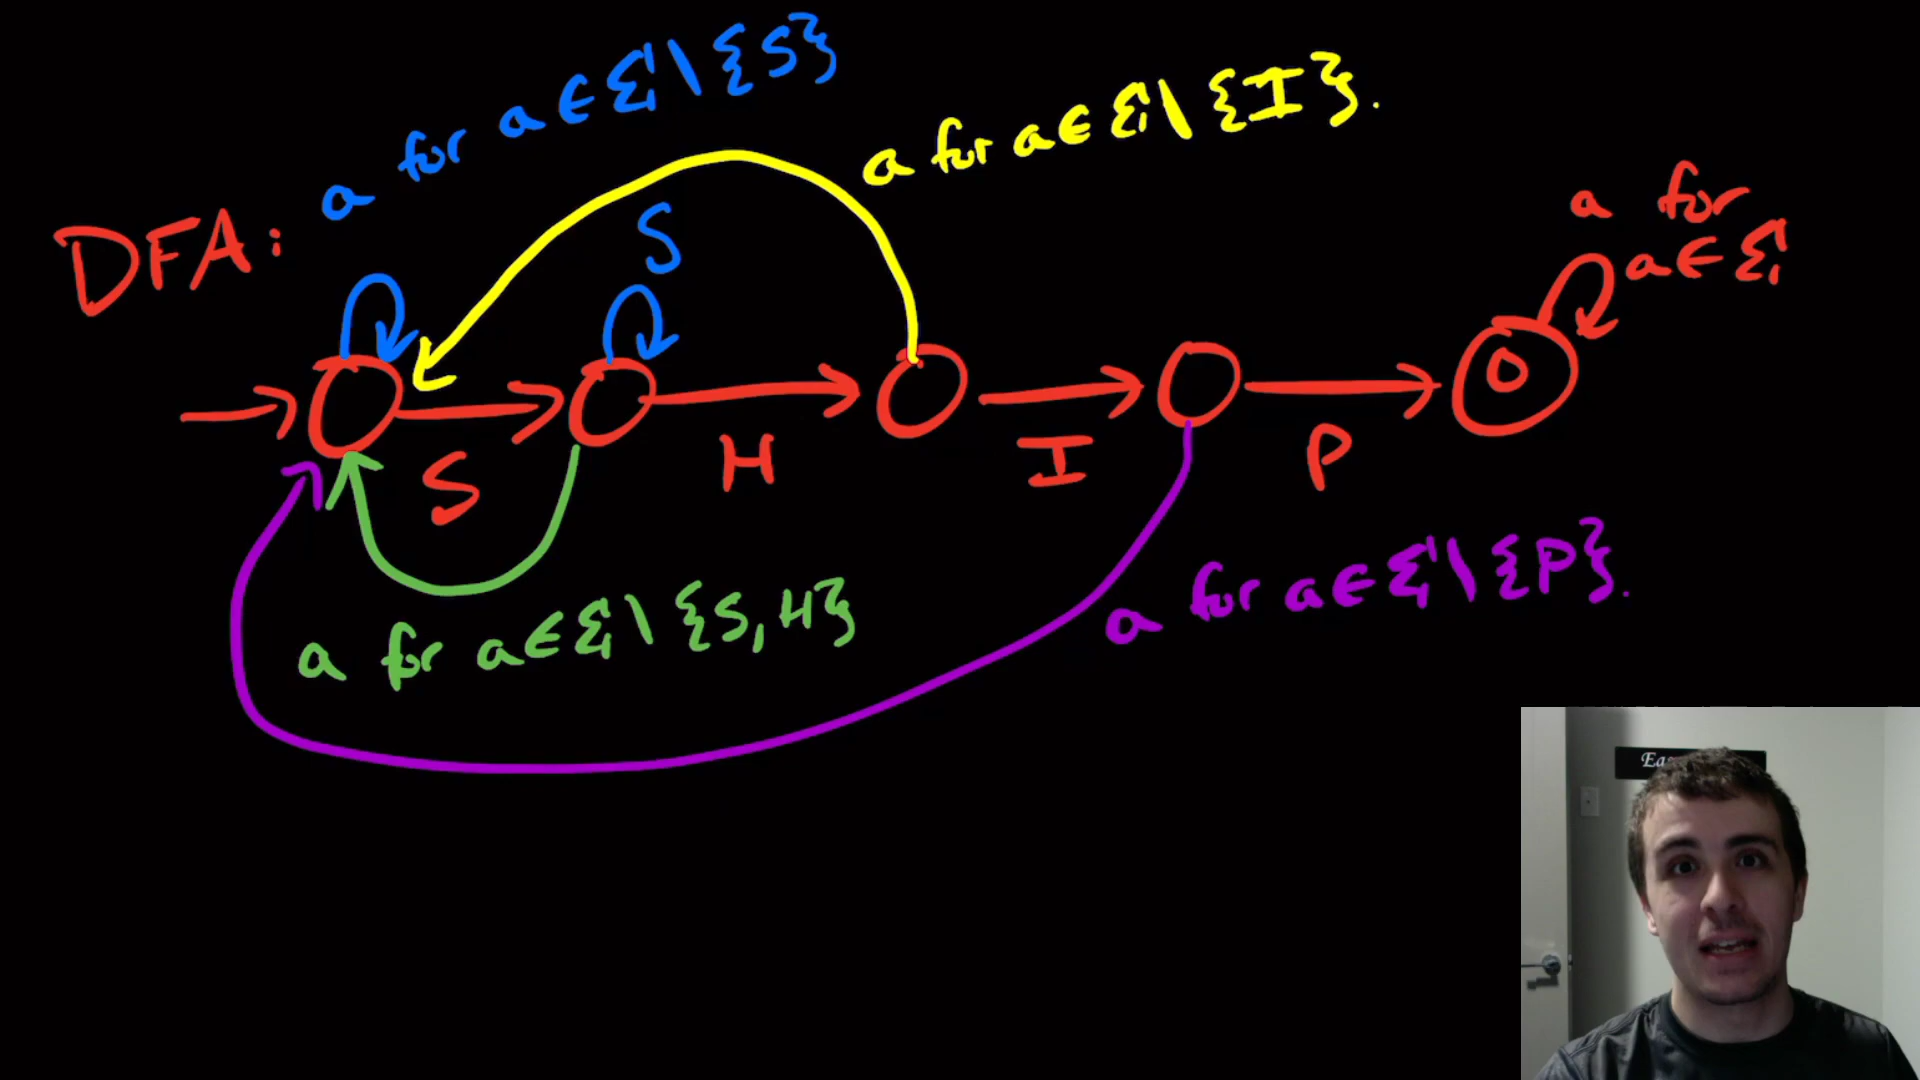 a for a ∈ Σ \ {S}
a for a ∈ Σ \ {I}.
DFA:
S
a for
a ∈ Σ
S
H
I
P
a for a ∈ Σ \ {S, H}
a for a ∈ Σ \ {P}.